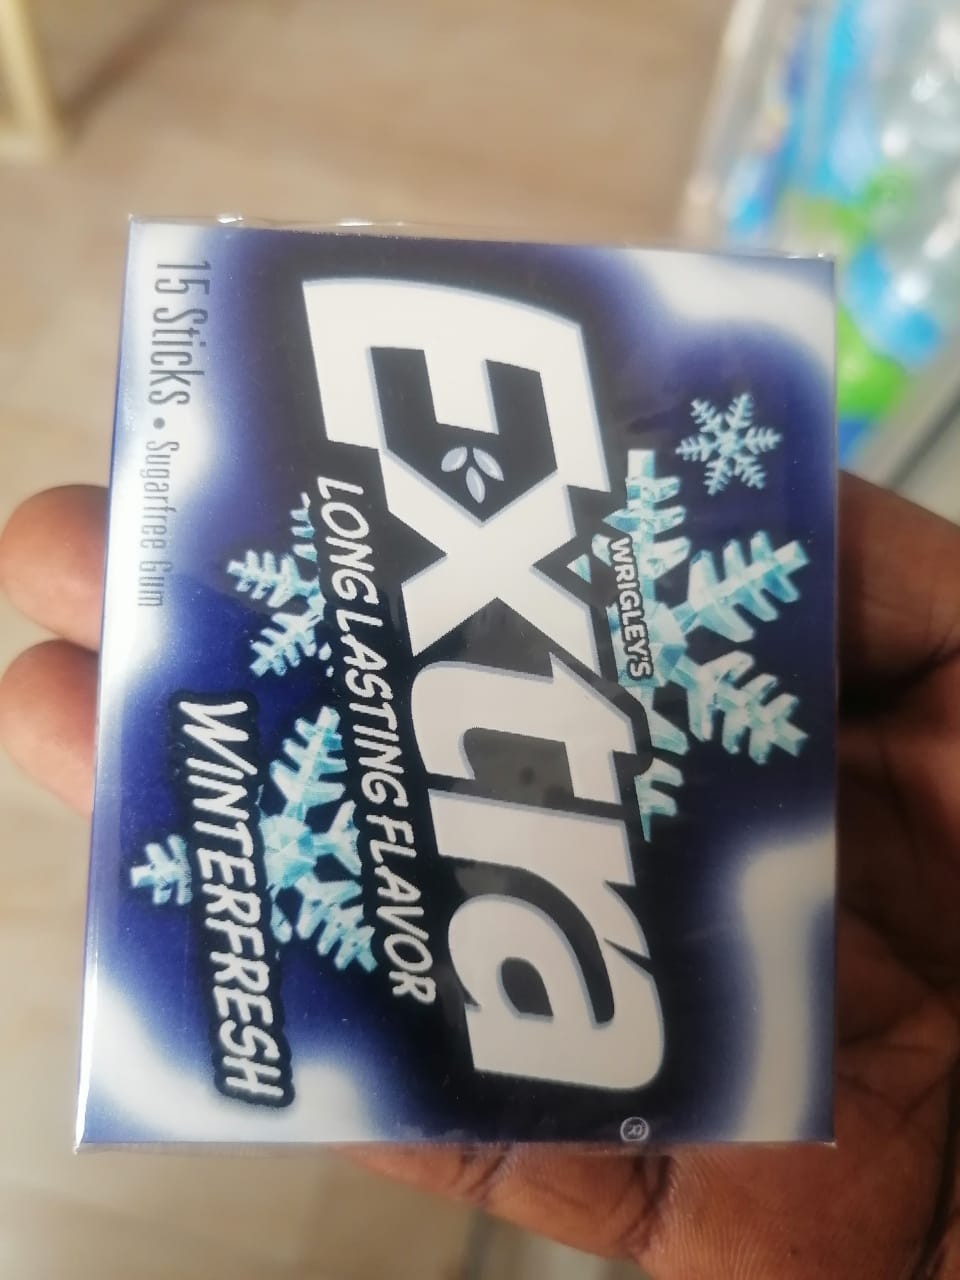 WRIGLEY'S
Extra
®
LONG LASTING FLAVOR
WINTERFRESH
15 Sticks • Sugarfree Gum